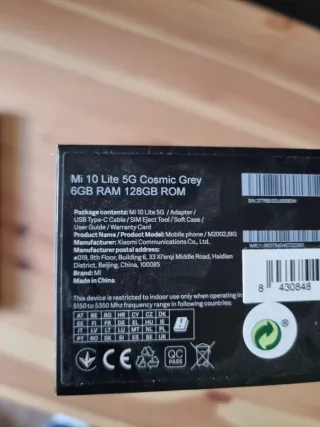 Mi 10 Lite 5G Cosmic Grey
6GB RAM 128GB ROM
Package contents: Mi 10 Lite 5G / Adapter /
USB Type-C Cable / SIM Eject Tool / Soft Case /
User Guide / Warranty Card
Product Name / Product Model: Mobile phone / M2002J9G
Manufacturer: Xiaomi Communications Co., Ltd.
Manufacturer postal address:
#019, 9th Floor, Building 6, 33 Xi'erqi Middle Road, Haidian
District, Beijing, China, 100085
Brand: MI
Made in China
This device is restricted to indoor use only when operating in
5150 to 5350 Mhz frequency range in following countries:
AT BE BG HR CY CZ DK
EE FI FR DE EL HU IE
IT LV LT LU MT NL PL
PT RO SK SI ES SE UK
CE
QC
PASS
8 430848